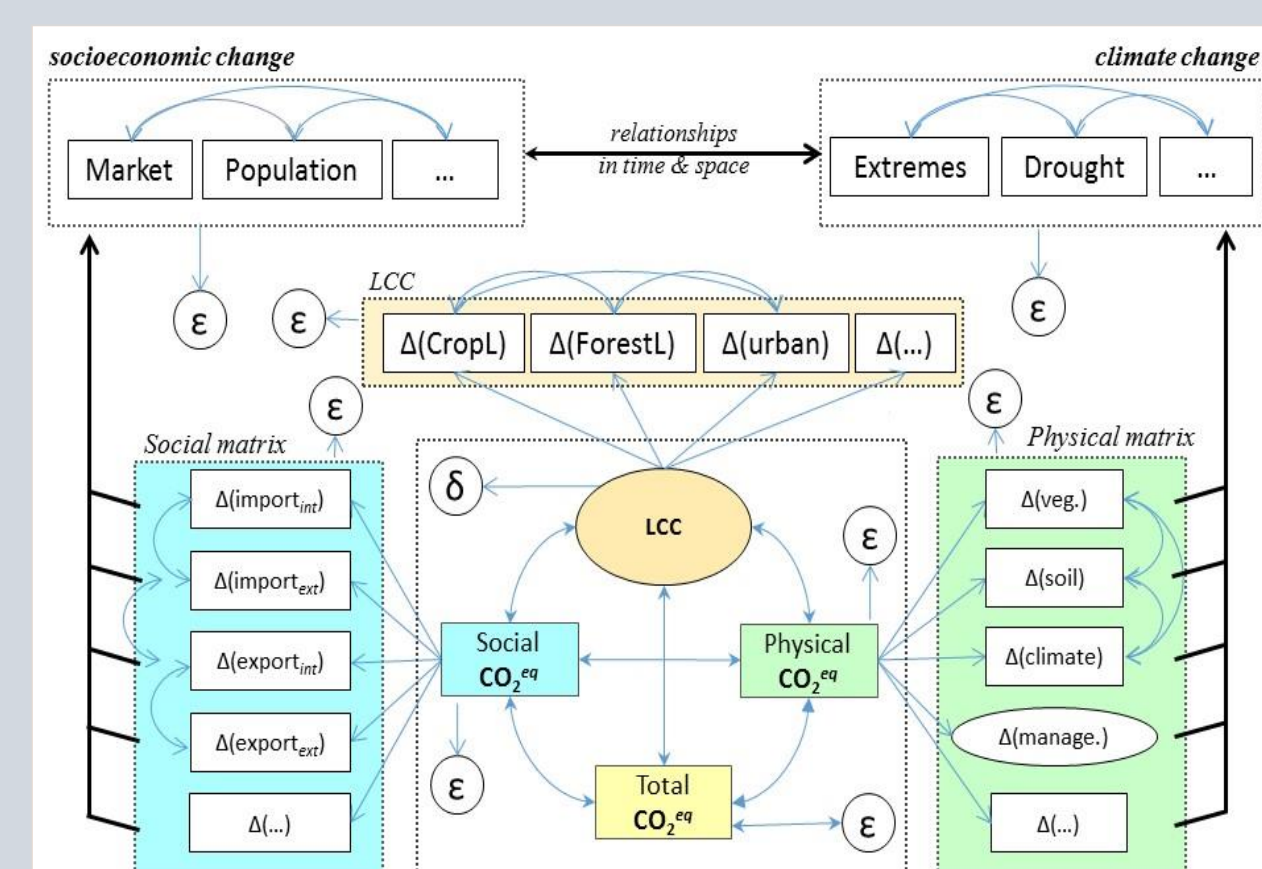 socioeconomic change
climate change
Market
Population
...
relationships
in time & space
Extremes
Drought
...
ε
ε
LCC
ε
Δ(CropL)
Δ(ForestL)
Δ(urban)
Δ(...)
ε
ε
Social matrix
Physical matrix
Δ(import_int)
Δ(import_ext)
Δ(export_int)
Δ(export_ext)
Δ(...)
δ
LCC
ε
Social
CO₂^eq
Physical
CO₂^eq
ε
Total
CO₂^eq
ε
Δ(veg.)
Δ(soil)
Δ(climate)
Δ(manage.)
Δ(...)